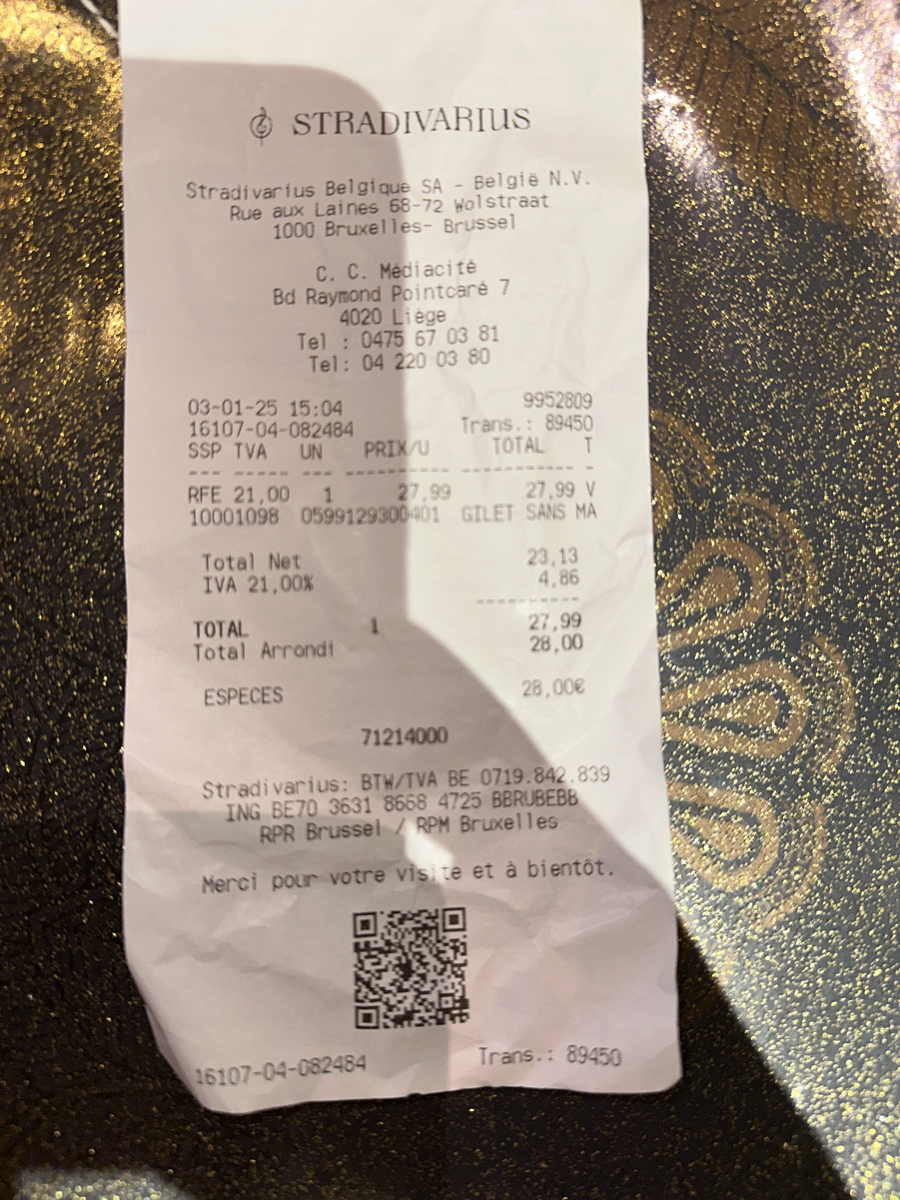 STRADIVARIUS
Stradivarius Belgique SA - België N.V.
Rue aux Laines 68-72 Wolstraat
1000 Bruxelles- Brussel
C. C. Médiacité
Bd Raymond Pointcaré 7
4020 Liège
Tel : 0475 67 03 81
Tel: 04 220 03 80
03-01-25 15:04 9952809
16107-04-082484 Trans.: 89450
SSP TVA UN PRIX/U TOTAL T
--- ----- --- ---------- ---------- -
RFE 21,00 1 27,99 27,99 V
10001098 0599129300401 GILET SANS MA
Total Net 23,13
IVA 21,00% 4,86
----------
TOTAL 1 27,99
Total Arrondi 28,00
ESPECES 28,00€
71214000
Stradivarius: BTW/TVA BE 0719.842.839
ING BE70 3631 8668 4725 BBRUBEBB
RPR Brussel / RPM Bruxelles
Merci pour votre visite et à bientôt.
16107-04-082484 Trans.: 89450